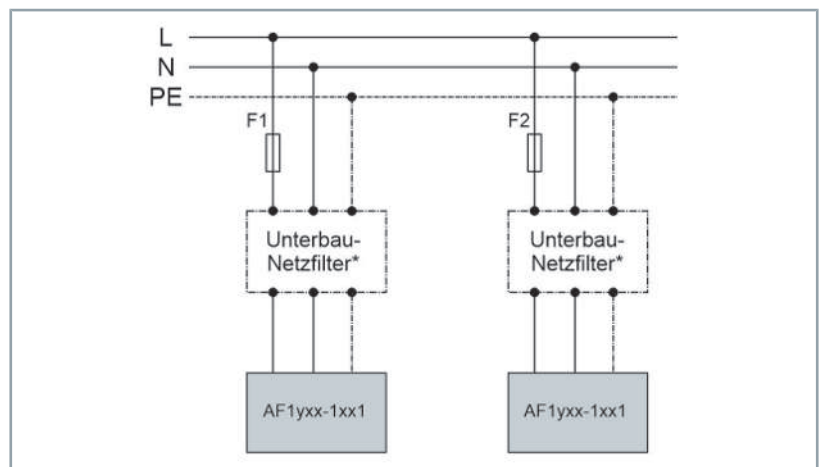 L
N
PE
F1
F2
Unterbau-
Netzfilter*
Unterbau-
Netzfilter*
AF1yxx-1xx1
AF1yxx-1xx1